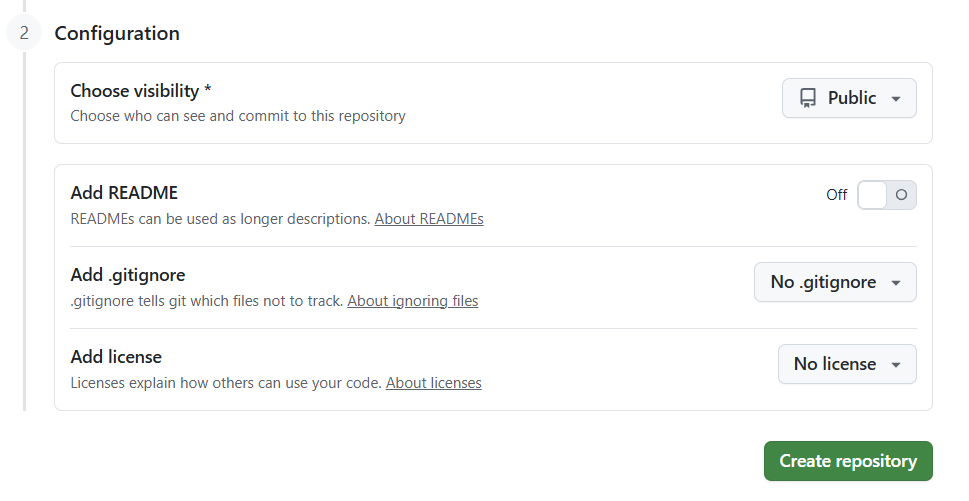 2
Configuration
Choose visibility *
Choose who can see and commit to this repository
Public
Add README
READMEs can be used as longer descriptions. About READMEs
Off
Add .gitignore
.gitignore tells git which files not to track. About ignoring files
No .gitignore
Add license
Licenses explain how others can use your code. About licenses
No license
Create repository